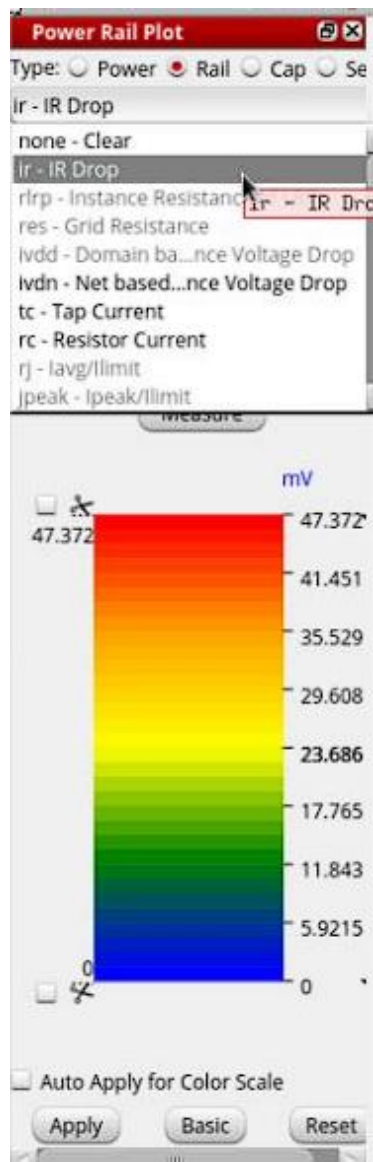 Power Rail Plot
Type: Power Rail Cap Se
ir - IR Drop
none - Clear
ir - IR Drop
rlrp - Instance Resistanc
ir - IR Dro
res - Grid Resistance
ivdd - Domain ba...nce Voltage Drop
ivdn - Net based...nce Voltage Drop
tc - Tap Current
rc - Resistor Current
rj - Iavg/Ilimit
jpeak - Ipeak/Ilimit
Measure
mV
47.372
47.372
41.451
35.529
29.608
23.686
17.765
11.843
5.9215
0
0
Auto Apply for Color Scale
Apply Basic Reset